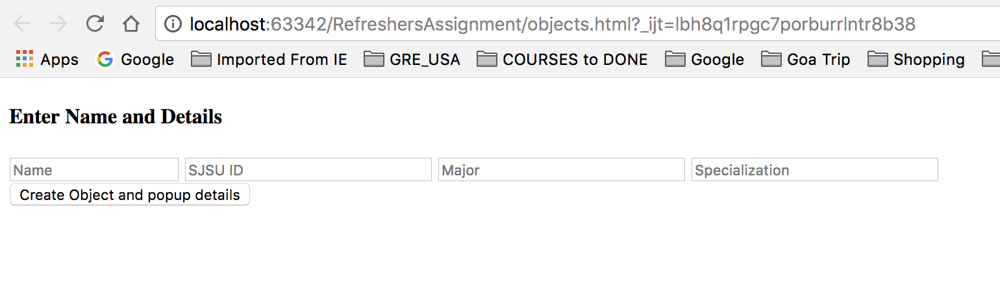 localhost:63342/RefreshersAssignment/objects.html?_ijt=lbh8q1rpgc7porburrlntr8b38
Apps Google Imported From IE GRE_USA COURSES to DONE Google Goa Trip Shopping
Enter Name and Details
Name SJSU ID Major Specialization
Create Object and popup details